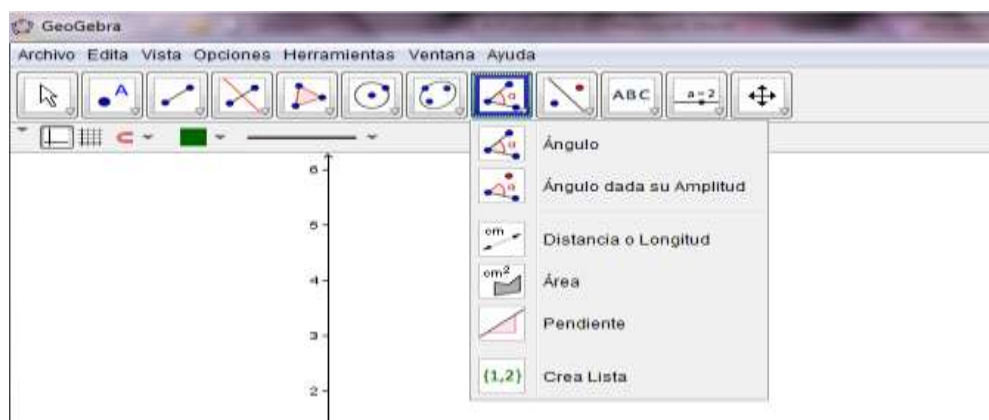 GeoGebra
Archivo Edita Vista Opciones Herramientas Ventana Ayuda
A
α
ABC
a=2
α Ángulo
α Ángulo dada su Amplitud
cm Distancia o Longitud
cm² Área
Pendiente
{1,2} Crea Lista
6
5
4
3
2